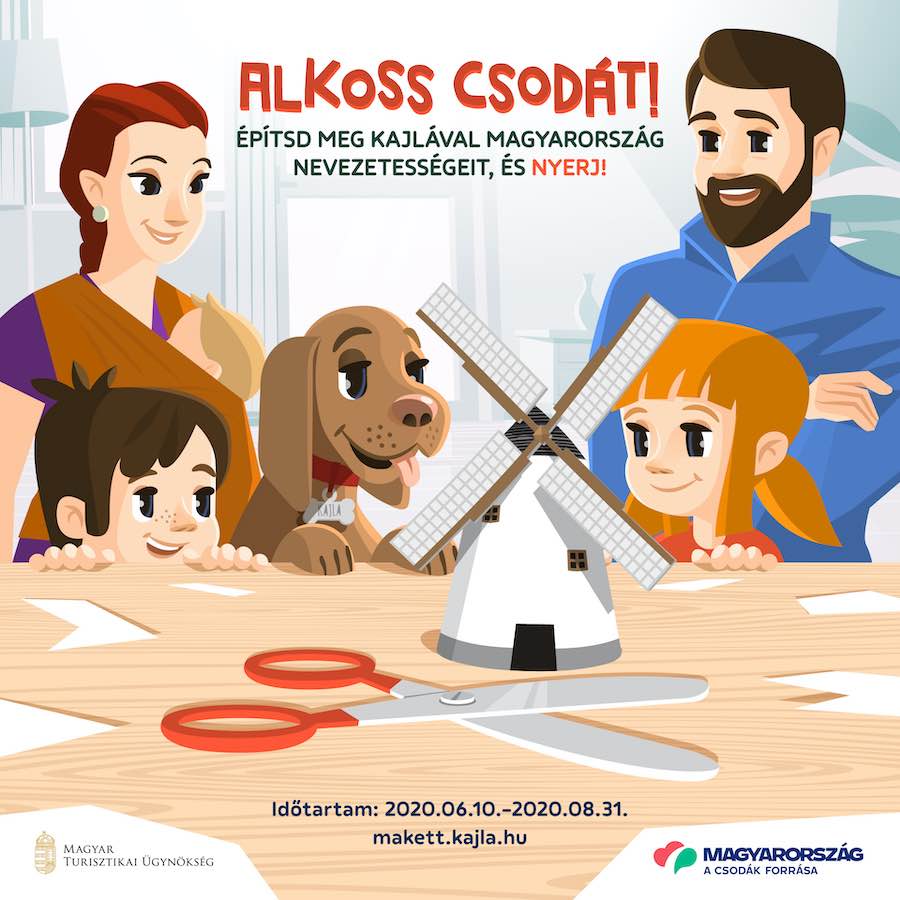 ALKOSS CSODÁT!
ÉPÍTSD MEG KAJLÁVAL MAGYARORSZÁG
NEVEZETESSÉGEIT, ÉS NYERJ!
KAJLA
Időtartam: 2020.06.10.–2020.08.31.
makett.kajla.hu
MAGYAR
TURISZTIKAI ÜGYNÖKSÉG
MAGYARORSZÁG
A CSODÁK FORRÁSA